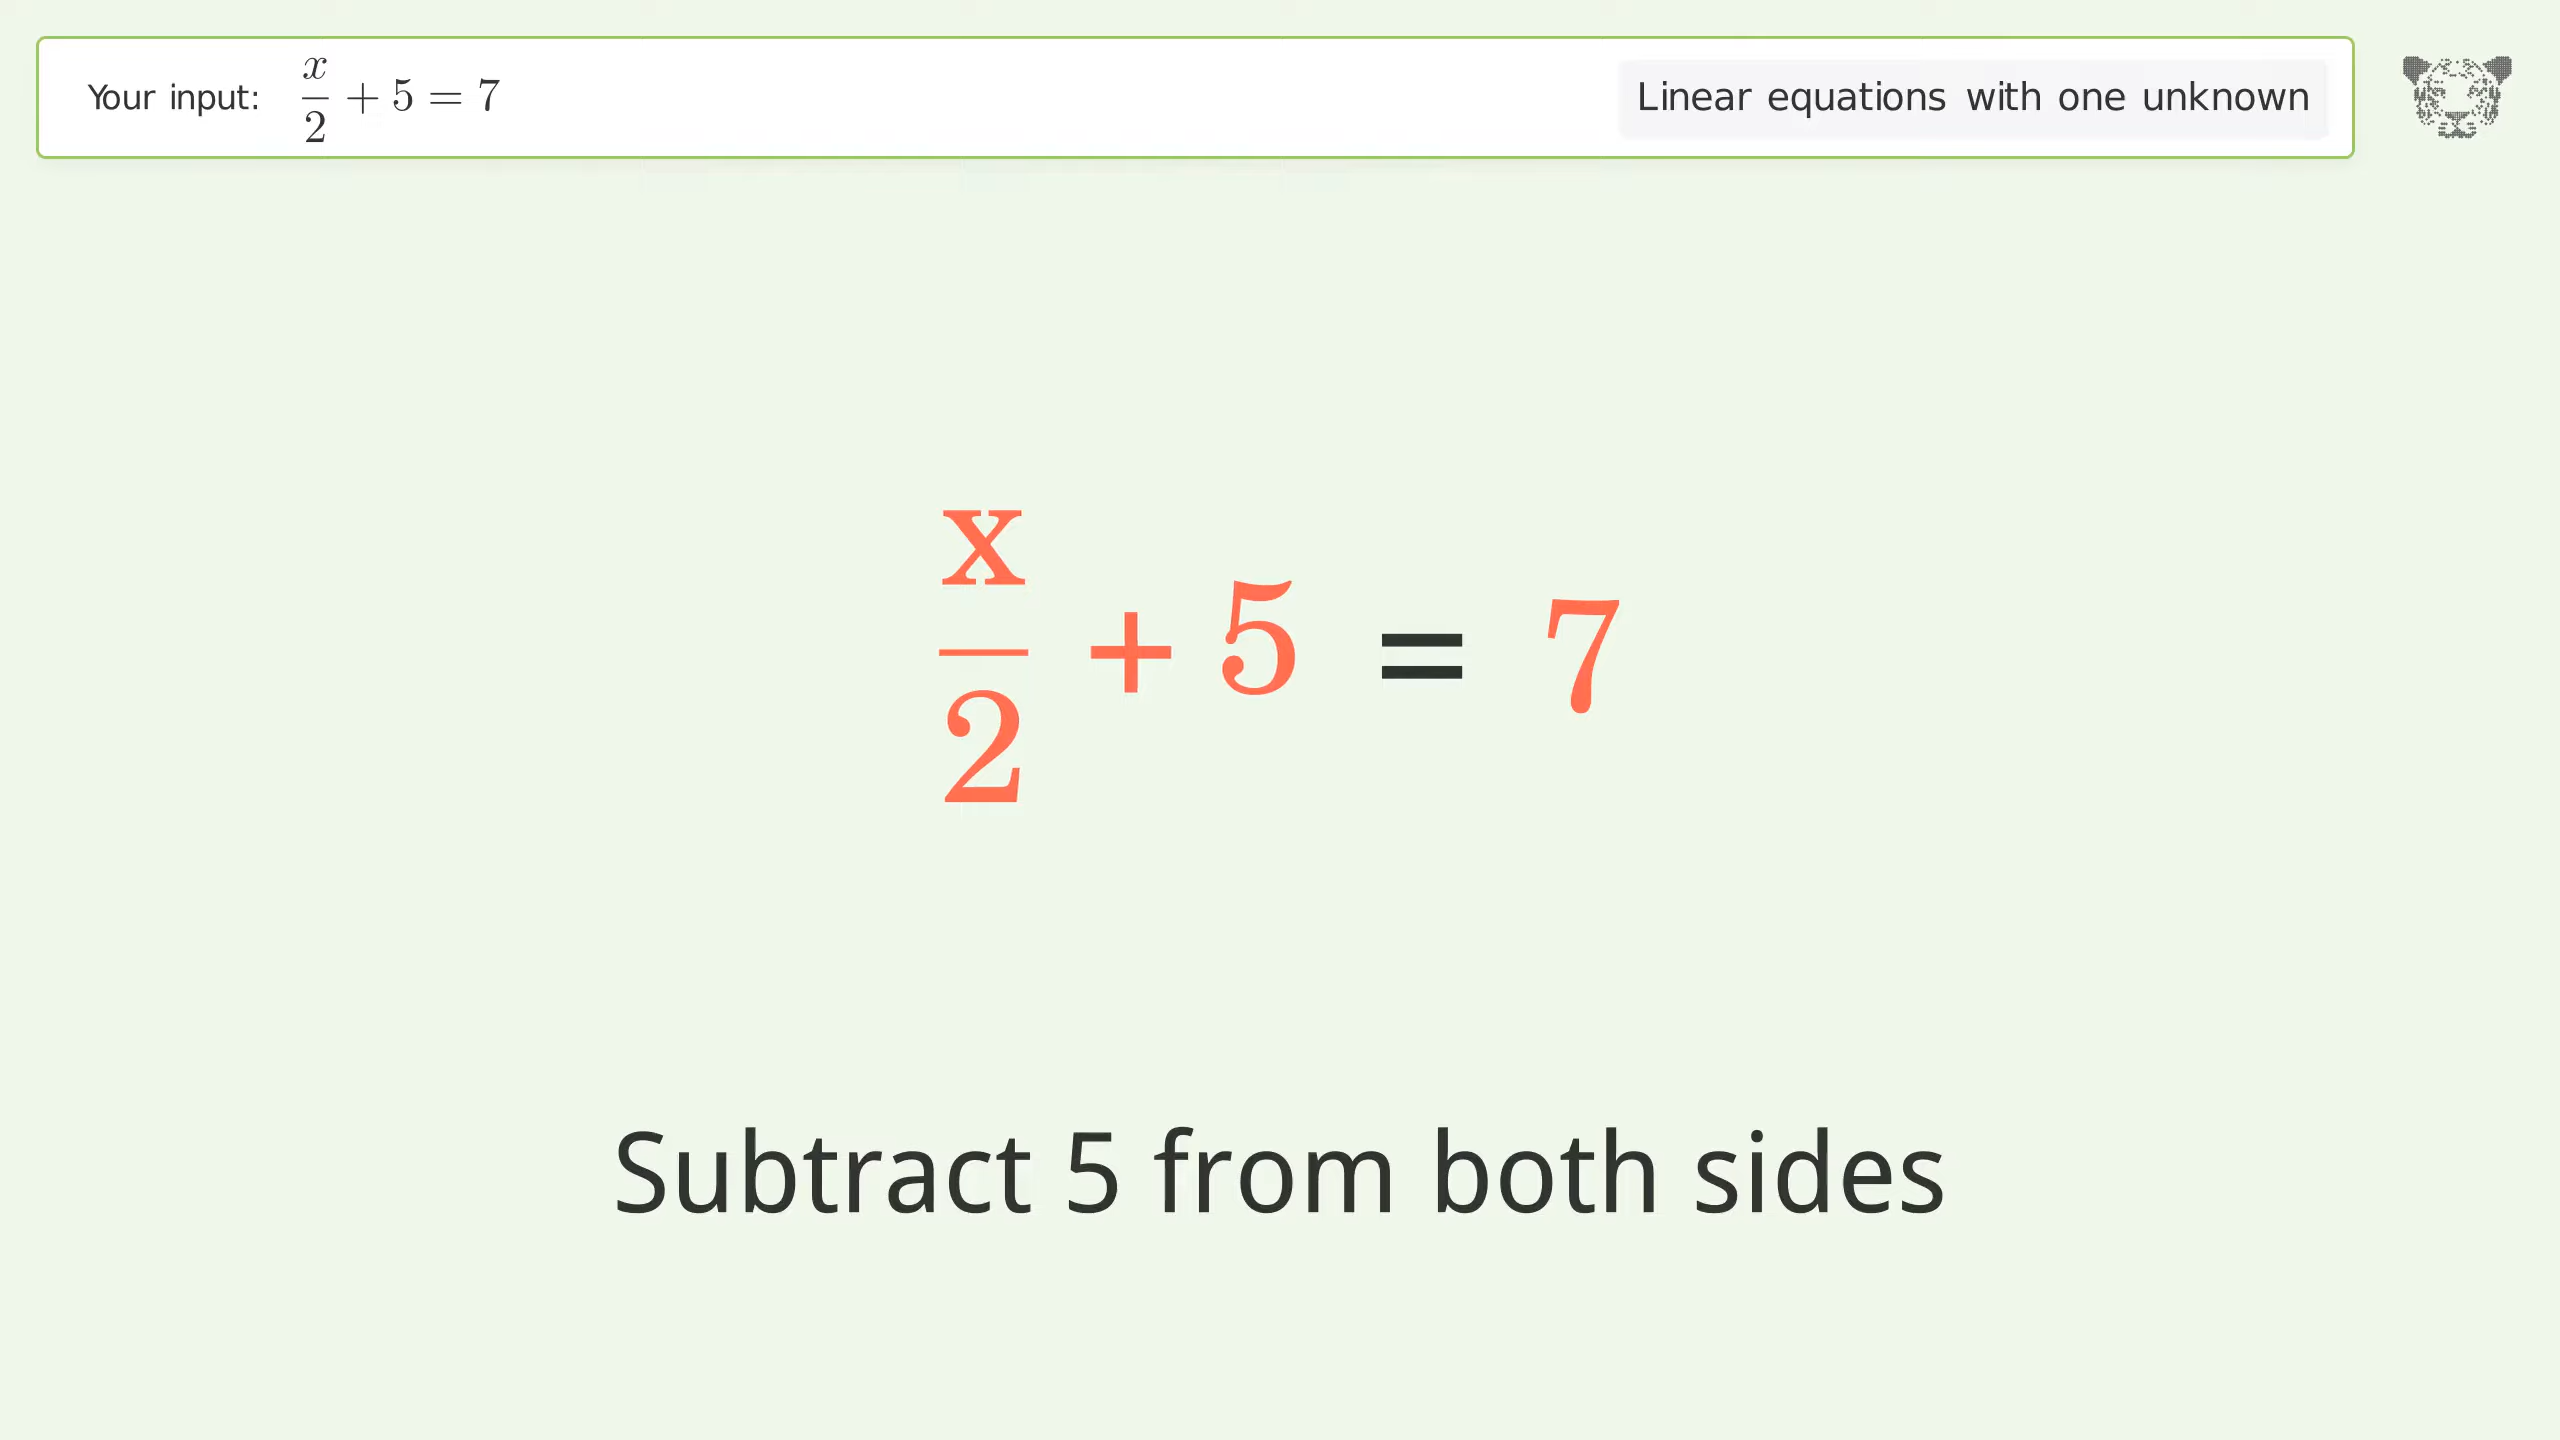 Your input: x/2 + 5 = 7
Linear equations with one unknown
x/2 + 5 = 7
Subtract 5 from both sides